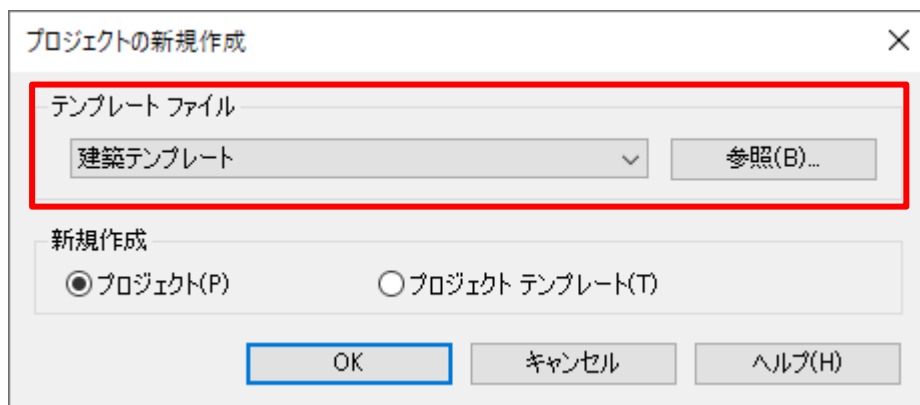 プロジェクトの新規作成
テンプレート ファイル
建築テンプレート
参照(B)...
新規作成
プロジェクト(P)
プロジェクト テンプレート(T)
OK
キャンセル
ヘルプ(H)